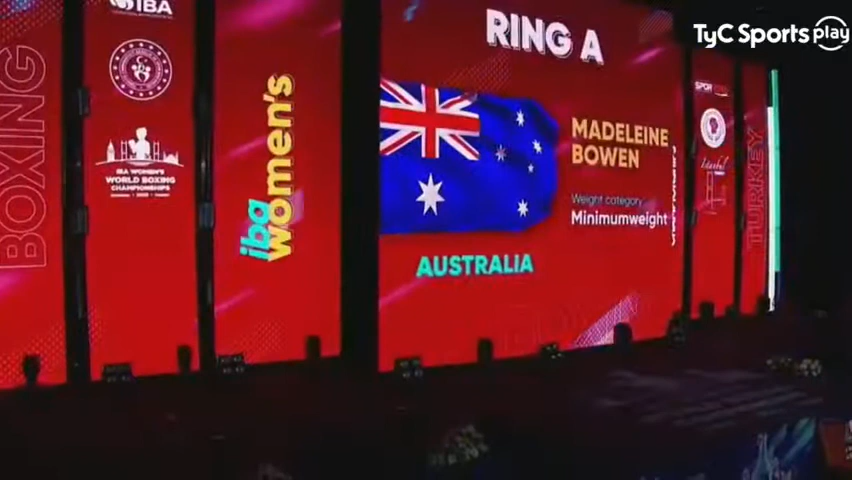 TyC Sports play
IBA
BOXING
IBA WOMEN'S
WORLD BOXING
CHAMPIONSHIPS
iba
women's
RING A
MADELEINE
BOWEN
Weight category
Minimumweight
AUSTRALIA
Istanbul
TURKEY